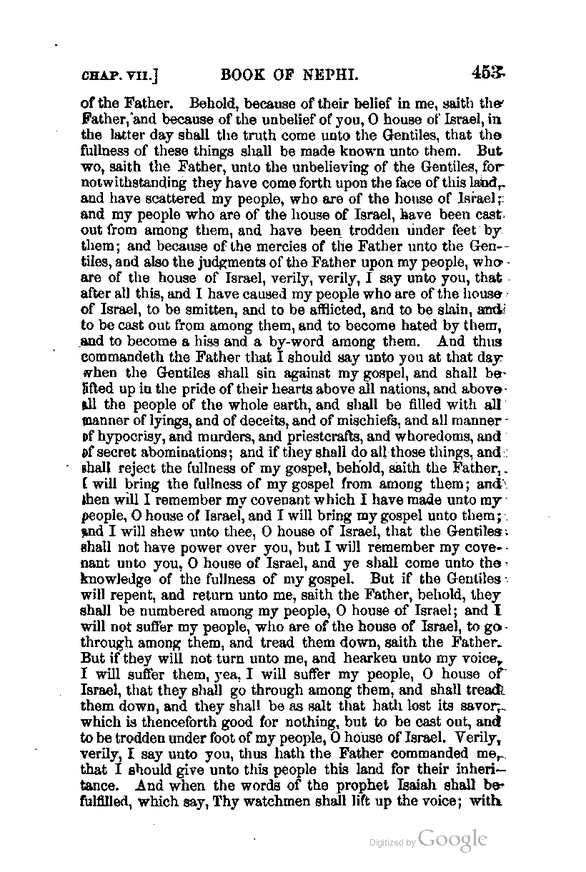 CHAP. VII.] BOOK OF NEPHI. 453
of the Father. Behold, because of their belief in me, saith the
Father, and because of the unbelief of you, O house of Israel, in
the latter day shall the truth come unto the Gentiles, that the
fullness of these things shall be made known unto them. But
wo, saith the Father, unto the unbelieving of the Gentiles, for
notwithstanding they have come forth upon the face of this land,
and have scattered my people, who are of the house of Israel;
and my people who are of the house of Israel, have been cast
out from among them, and have been trodden under feet by
them; and because of the mercies of the Father unto the Gen-
tiles, and also the judgments of the Father upon my people, who
are of the house of Israel, verily, verily, I say unto you, that
after all this, and I have caused my people who are of the house
of Israel, to be smitten, and to be afflicted, and to be slain, and
to be cast out from among them, and to become hated by them,
and to become a hiss and a by-word among them. And thus
commandeth the Father that I should say unto you at that day
when the Gentiles shall sin against my gospel, and shall be
lifted up in the pride of their hearts above all nations, and above
all the people of the whole earth, and shall be filled with all
manner of lyings, and of deceits, and of mischiefs, and all manner
of hypocrisy, and murders, and priestcrafts, and whoredoms, and
of secret abominations; and if they shall do all those things, and
shall reject the fullness of my gospel, behold, saith the Father,
I will bring the fullness of my gospel from among them; and
then will I remember my covenant which I have made unto my
people, O house of Israel, and I will bring my gospel unto them;
and I will shew unto thee, O house of Israel, that the Gentiles
shall not have power over you, but I will remember my cove-
nant unto you, O house of Israel, and ye shall come unto the
knowledge of the fullness of my gospel. But if the Gentiles
will repent, and return unto me, saith the Father, behold, they
shall be numbered among my people, O house of Israel; and I
will not suffer my people, who are of the house of Israel, to go
through among them, and tread them down, saith the Father.
But if they will not turn unto me, and hearken unto my voice,
I will suffer them, yea, I will suffer my people, O house of
Israel, that they shall go through among them, and shall tread
them down, and they shall be as salt that hath lost its savor,
which is thenceforth good for nothing, but to be cast out, and
to be trodden under foot of my people, O house of Israel. Verily,
verily, I say unto you, thus hath the Father commanded me,
that I should give unto this people this land for their inheri-
tance. And when the words of the prophet Isaiah shall be
fulfilled, which say, Thy watchmen shall lift up the voice; with
Digitized by Google